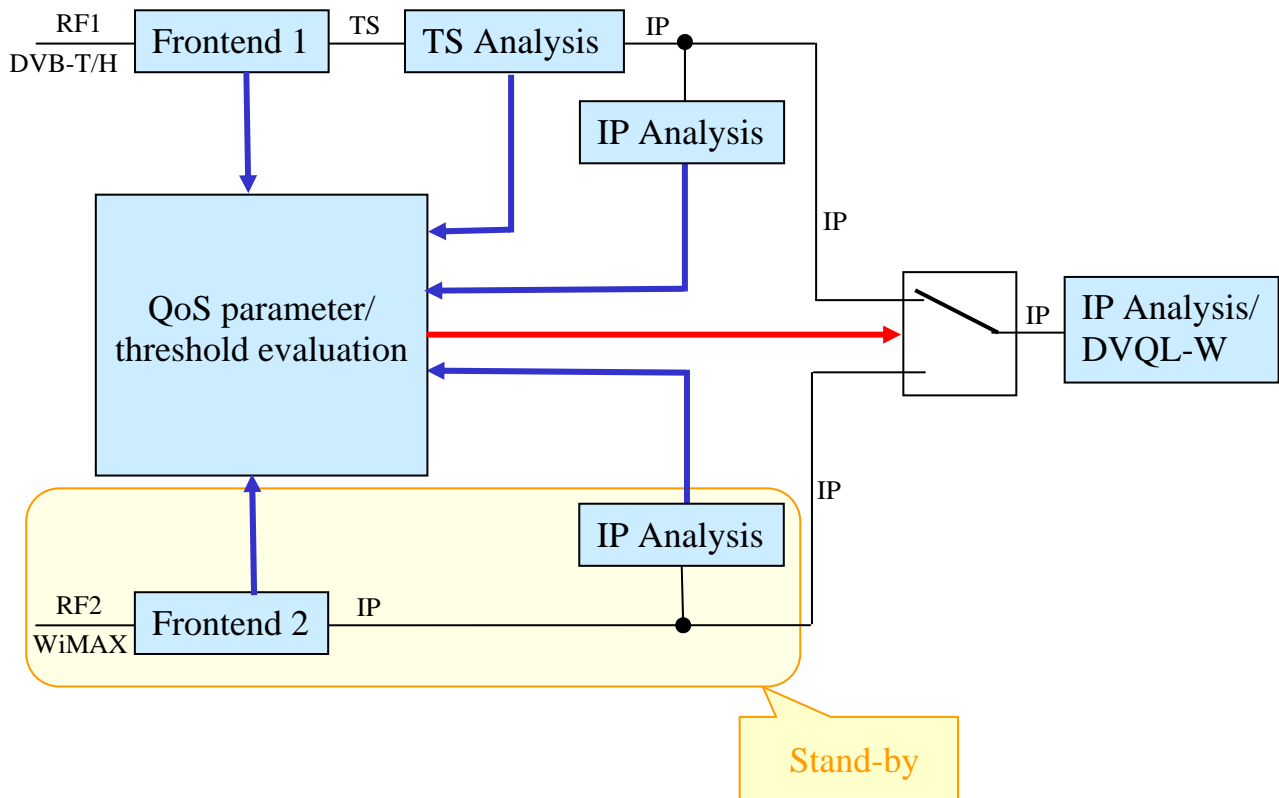 RF1
DVB-T/H
Frontend 1
TS
TS Analysis
IP
IP Analysis
IP
QoS parameter/
threshold evaluation
IP
IP Analysis/
DVQL-W
IP
IP Analysis
RF2
WiMAX
Frontend 2
IP
Stand-by